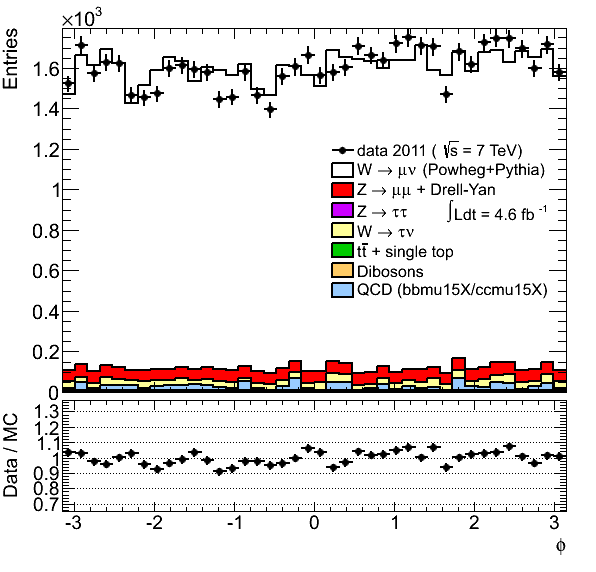 ×10³
Entries
1.6
1.4
1.2
1
0.8
0.6
0.4
0.2
0
data 2011 ( √s = 7 TeV)
W → μν (Powheg+Pythia)
Z → μμ + Drell-Yan
Z → ττ ∫Ldt = 4.6 fb⁻¹
W → τν
tt̄ + single top
Dibosons
QCD (bbmu15X/ccmu15X)
Data / MC
1.3
1.2
1.1
1
0.9
0.8
0.7
-3 -2 -1 0 1 2 3
ϕ